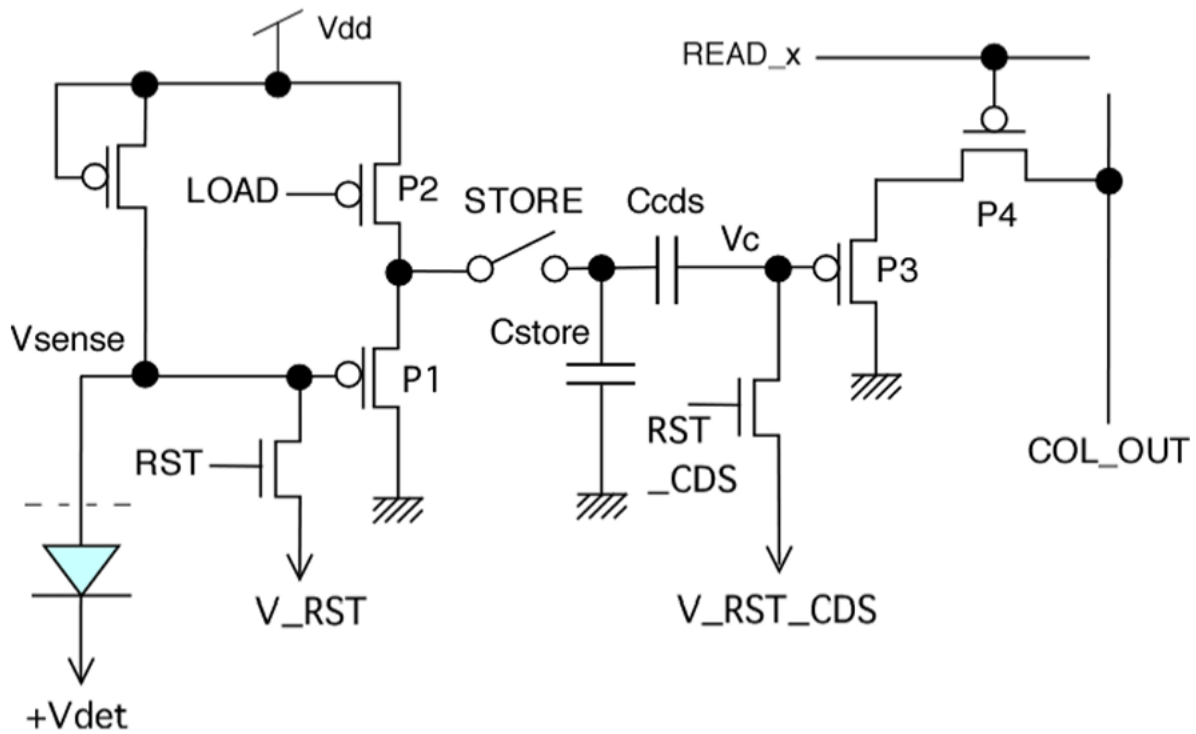 Vdd
READ_x
LOAD
P2
STORE
Ccds
Vc
P4
P3
Vsense
Cstore
P1
RST
RST
_CDS
COL_OUT
V_RST
V_RST_CDS
+Vdet